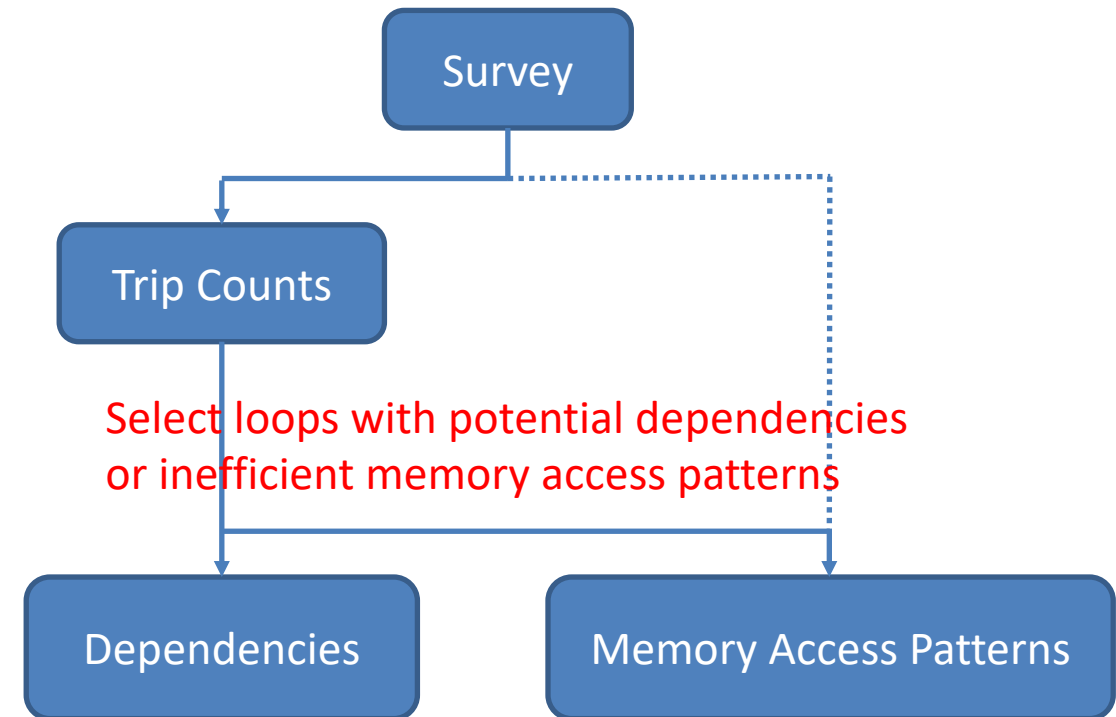 Survey
Trip Counts
Select loops with potential dependencies
or inefficient memory access patterns
Dependencies
Memory Access Patterns